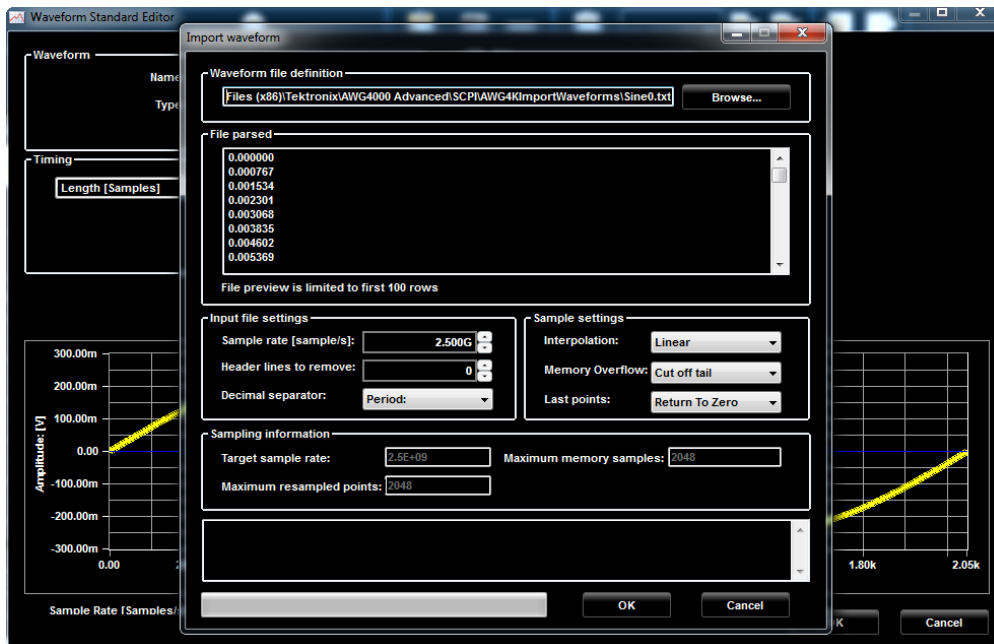 Waveform Standard Editor
Import waveform
Waveform
Name
Type
Timing
Length [Samples]
Waveform file definition
Files (x86)\Tektronix\AWG4000 Advanced\SCPI\AWG4KImportWaveforms\Sine0.txt
Browse...
File parsed
0.000000
0.000767
0.001534
0.002301
0.003068
0.003835
0.004602
0.005369
File preview is limited to first 100 rows
Input file settings
Sample rate [sample/s]:
2.500G
Header lines to remove:
0
Decimal separator:
Period:
Sample settings
Interpolation:
Linear
Memory Overflow:
Cut off tail
Last points:
Return To Zero
Sampling information
Target sample rate:
2.5E+09
Maximum memory samples:
2048
Maximum resampled points:
2048
OK
Cancel
Amplitude: [V]
300.00m
200.00m
100.00m
0.00
-100.00m
-200.00m
-300.00m
0.00
1.80k
2.05k
Sample Rate [Samples/
Cancel